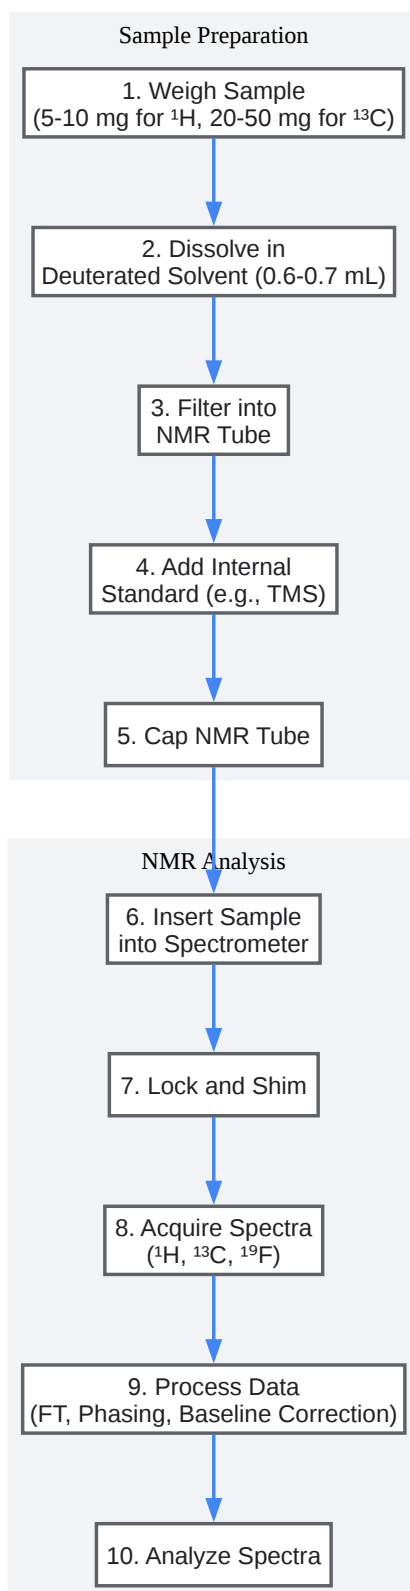 Sample Preparation
1. Weigh Sample
(5-10 mg for ¹H, 20-50 mg for ¹³C)
2. Dissolve in
Deuterated Solvent (0.6-0.7 mL)
3. Filter into
NMR Tube
4. Add Internal
Standard (e.g., TMS)
5. Cap NMR Tube
NMR Analysis
6. Insert Sample
into Spectrometer
7. Lock and Shim
8. Acquire Spectra
(¹H, ¹³C, ¹⁹F)
9. Process Data
(FT, Phasing, Baseline Correction)
10. Analyze Spectra